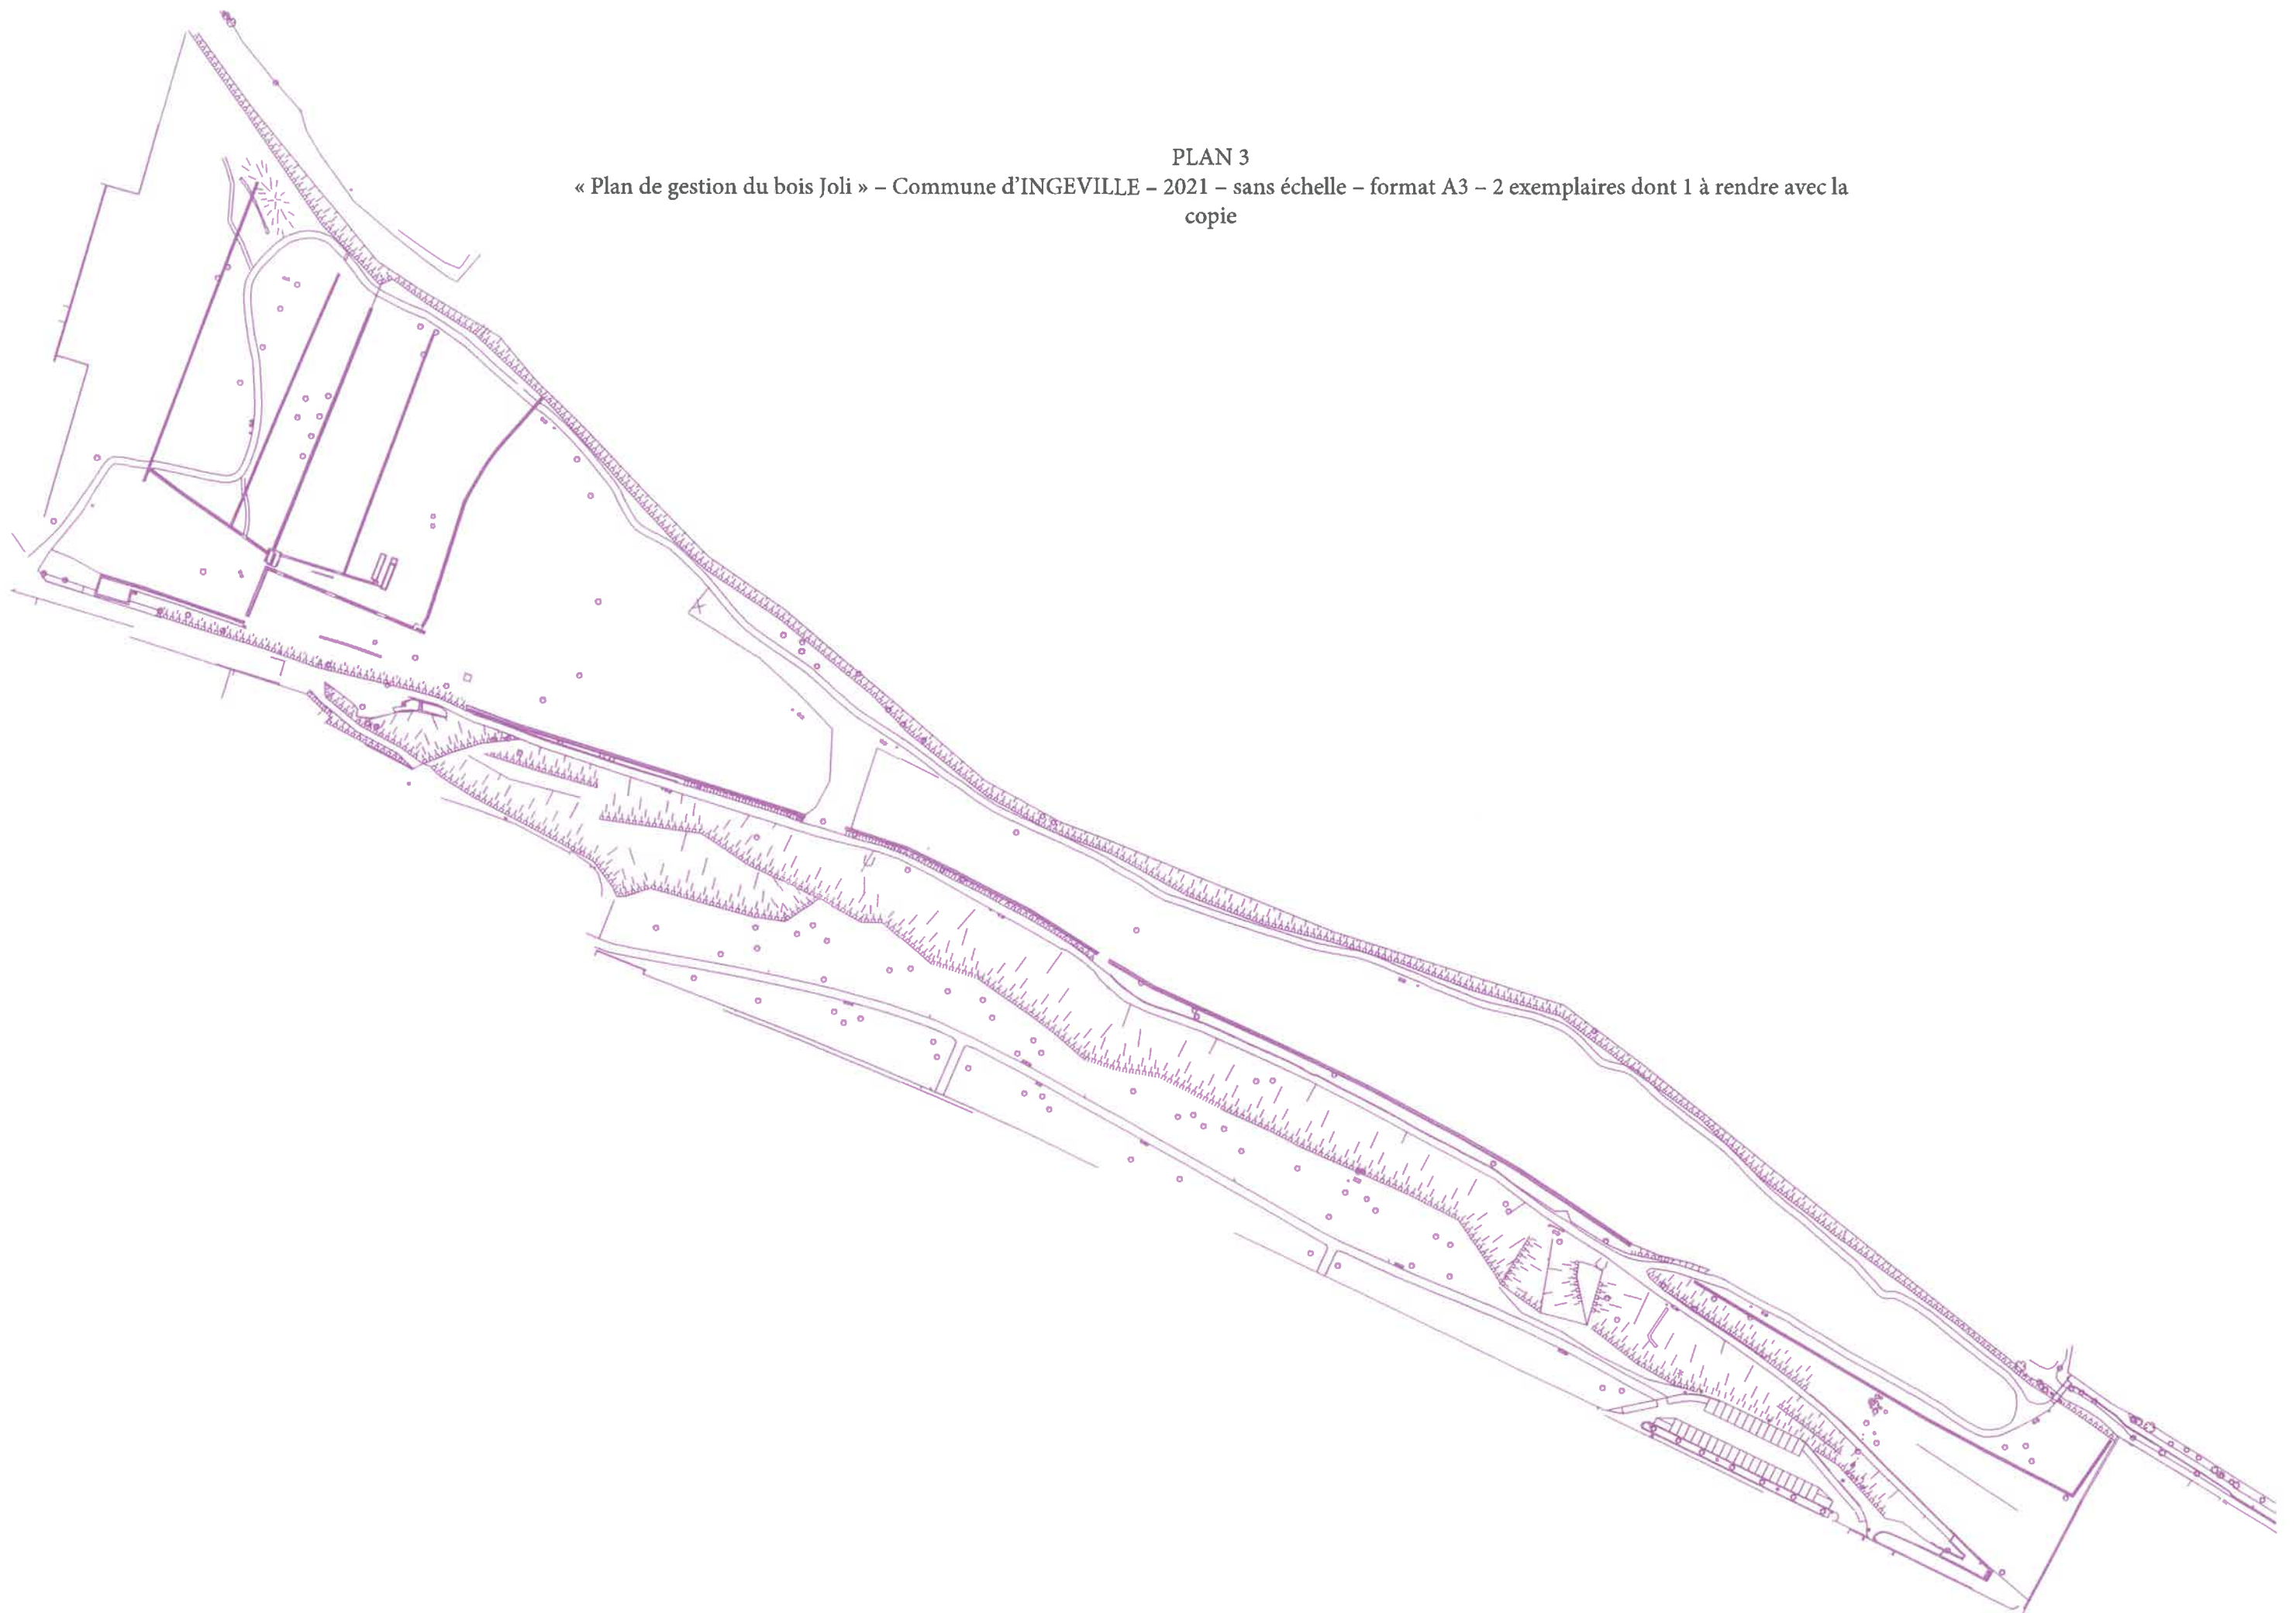 PLAN 3
« Plan de gestion du bois Joli » – Commune d’INGEVILLE – 2021 – sans échelle – format A3 – 2 exemplaires dont 1 à rendre avec la
copie